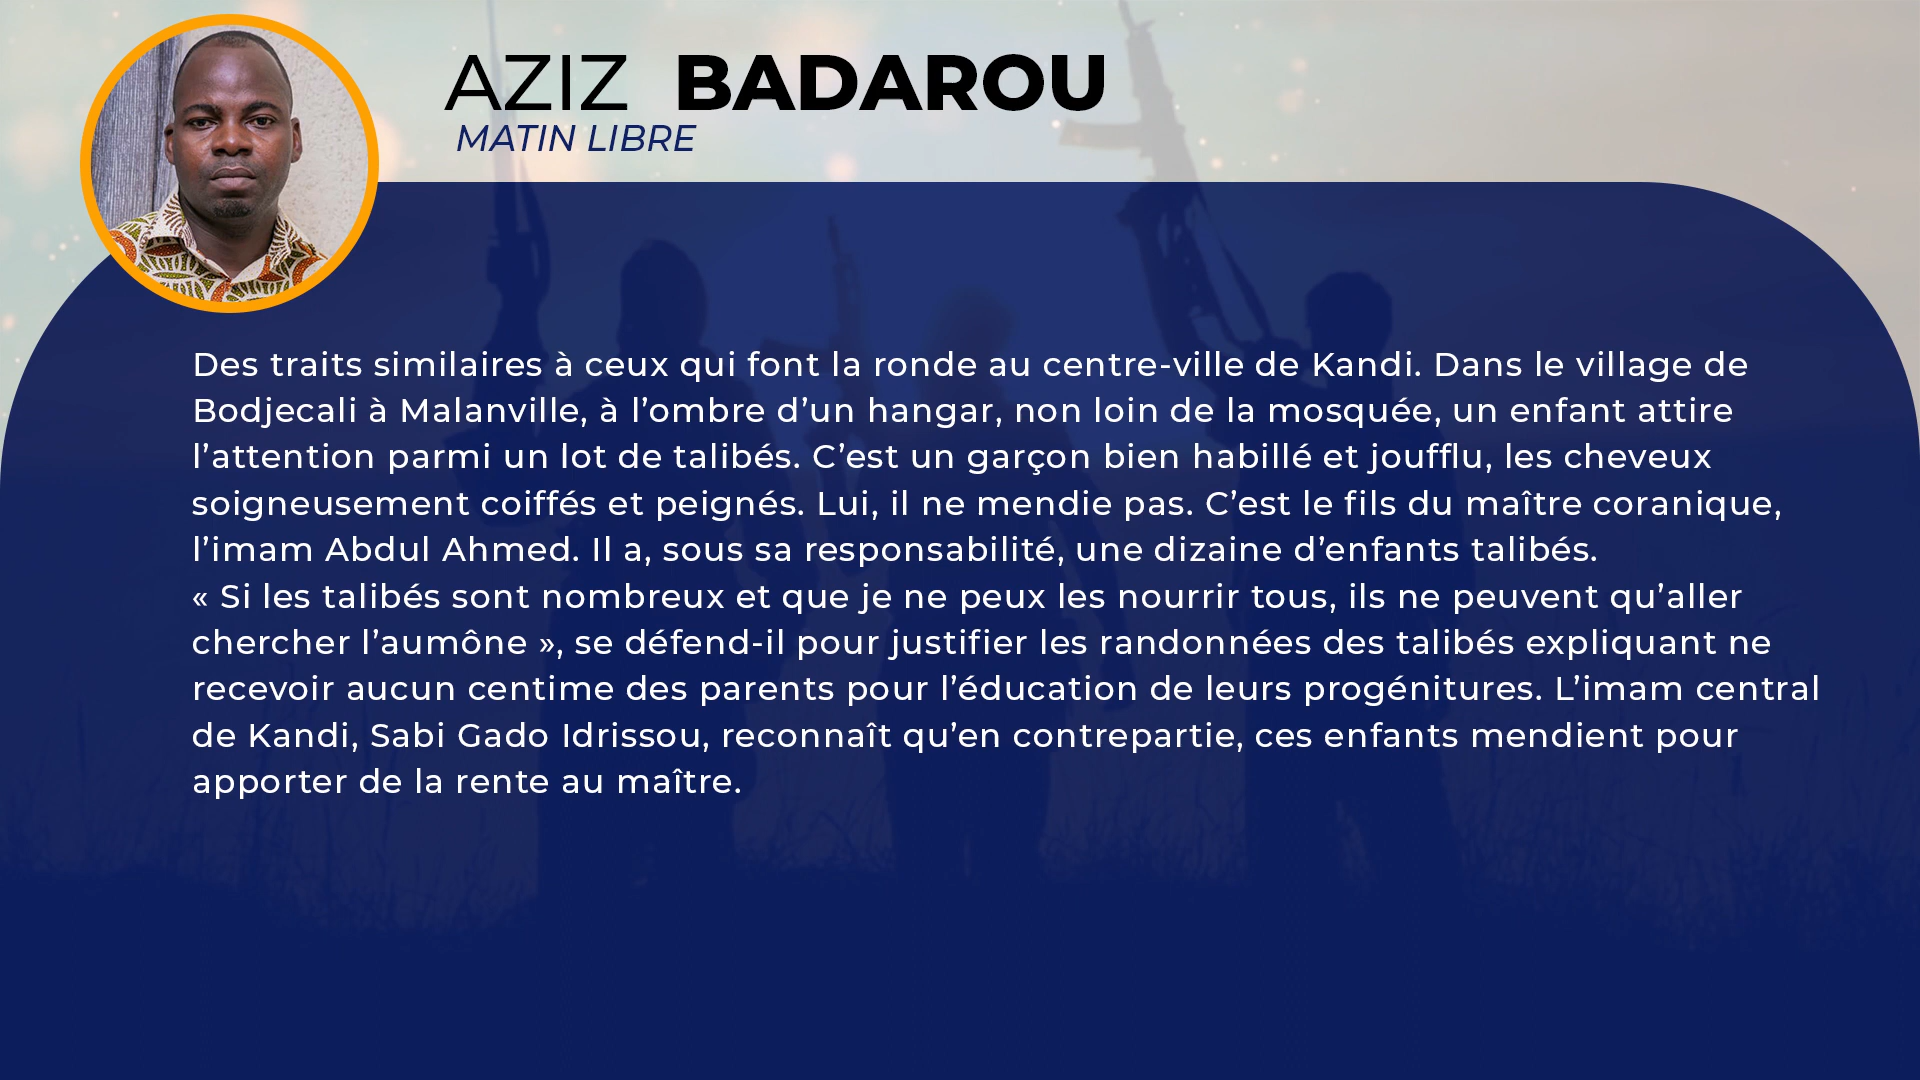 AZIZ BADAROU
MATIN LIBRE
Des traits similaires à ceux qui font la ronde au centre-ville de Kandi. Dans le village de
Bodjecali à Malanville, à l’ombre d’un hangar, non loin de la mosquée, un enfant attire
l’attention parmi un lot de talibés. C’est un garçon bien habillé et joufflu, les cheveux
soigneusement coiffés et peignés. Lui, il ne mendie pas. C’est le fils du maître coranique,
l’imam Abdul Ahmed. Il a, sous sa responsabilité, une dizaine d’enfants talibés.
« Si les talibés sont nombreux et que je ne peux les nourrir tous, ils ne peuvent qu’aller
chercher l’aumône », se défend-il pour justifier les randonnées des talibés expliquant ne
recevoir aucun centime des parents pour l’éducation de leurs progénitures. L’imam central
de Kandi, Sabi Gado Idrissou, reconnaît qu’en contrepartie, ces enfants mendient pour
apporter de la rente au maître.